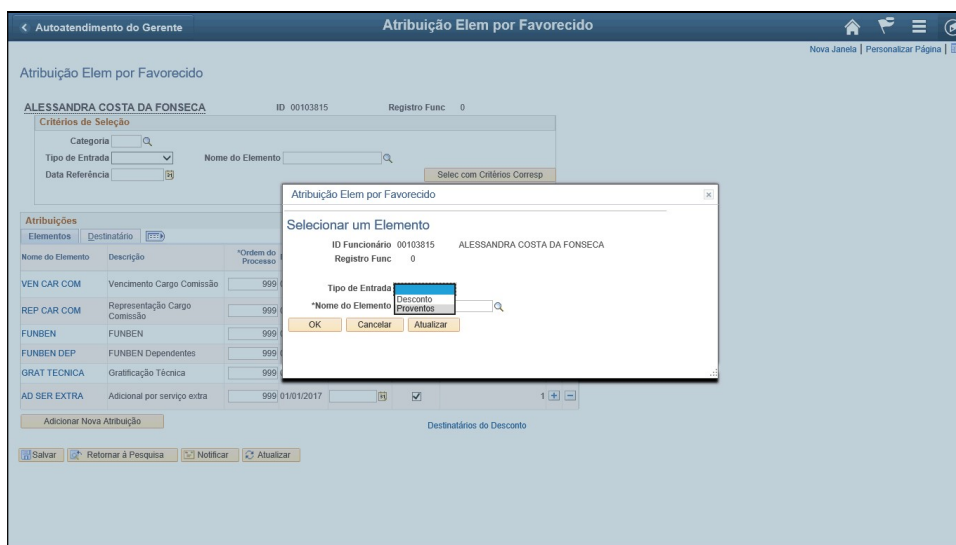 Autoatendimento do Gerente
Atribuição Elem por Favorecido
Nova Janela | Personalizar Página |
Atribuição Elem por Favorecido
ALESSANDRA COSTA DA FONSECA ID 00103815 Registro Func 0
Critérios de Seleção
Categoria
Tipo de Entrada Nome do Elemento
Data Referência Selec com Critérios Corresp
Atribuição Elem por Favorecido
Selecionar um Elemento
ID Funcionário 00103815 ALESSANDRA COSTA DA FONSECA
Registro Func 0
Tipo de Entrada
Desconto
Proventos
*Nome do Elemento
OK Cancelar Atualizar
Atribuições
Elementos Destinatário
Nome do Elemento Descrição *Ordem do Processo
VEN CAR COM Vencimento Cargo Comissão 999
REP CAR COM Representação Cargo Comissão 999
FUNBEN FUNBEN 999
FUNBEN DEP FUNBEN Dependentes 999
GRAT TECNICA Gratificação Técnica 999
AD SER EXTRA Adicional por serviço extra 999 01/01/2017 1
Adicionar Nova Atribuição Destinatários do Desconto
Salvar Retornar à Pesquisa Notificar Atualizar